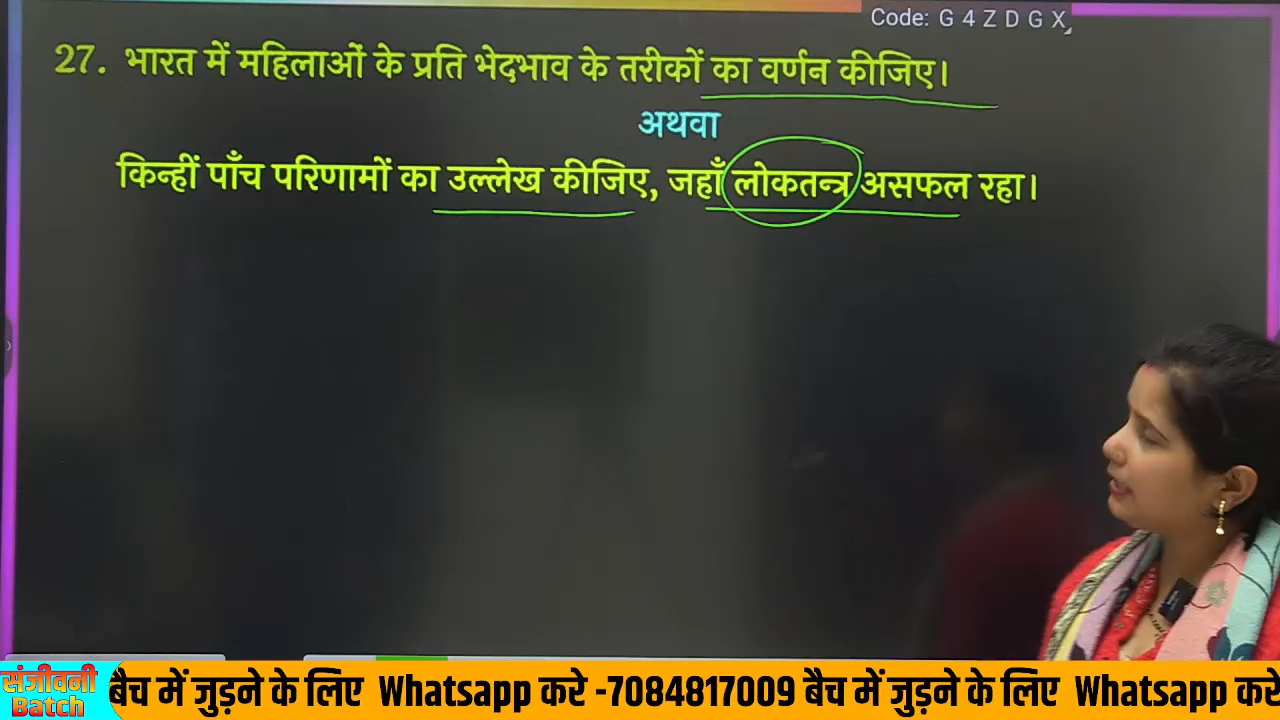 Code: G 4 Z D G X
27. भारत में महिलाओं के प्रति भेदभाव के तरीकों का वर्णन कीजिए।
अथवा
किन्हीं पाँच परिणामों का उल्लेख कीजिए, जहाँ लोकतन्त्र असफल रहा।
संजीवनी
Batch
बैच में जुड़ने के लिए Whatsapp करे -7084817009 बैच में जुड़ने के लिए Whatsapp करे